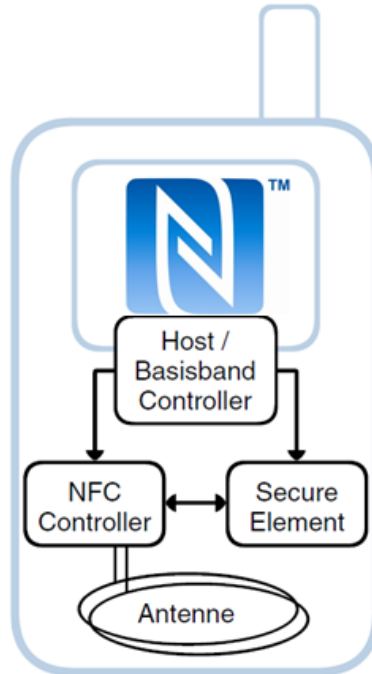 TM
Host /
Basisband
Controller
NFC
Controller
Secure
Element
Antenne